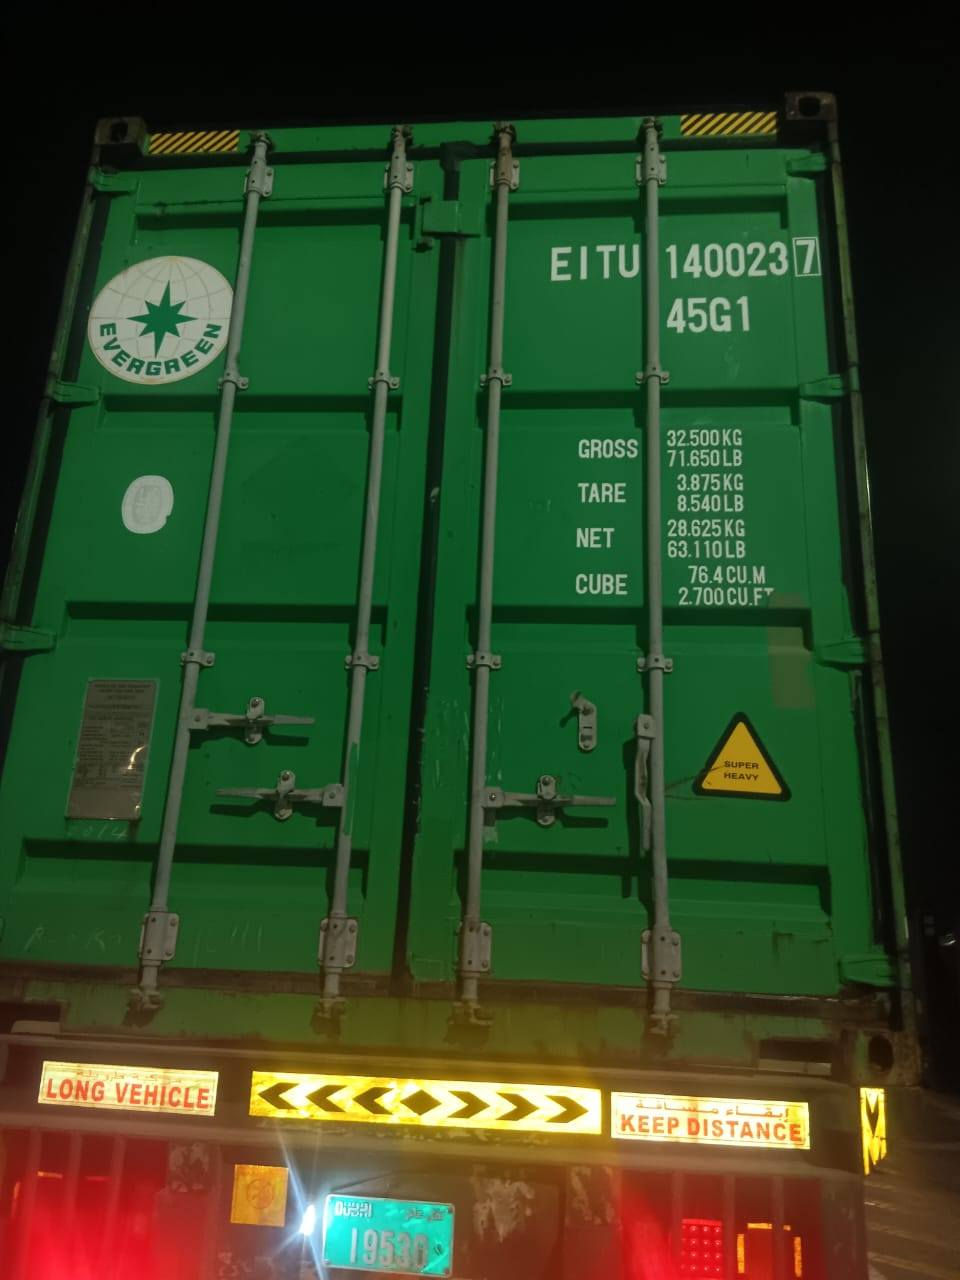 EITU 140023 7
45G1
EVERGREEN
GROSS 32.500 KG
71.650 LB
TARE 3.875 KG
8.540 LB
NET 28.625 KG
63.110 LB
CUBE 76.4 CU.M
2.700 CU.FT
SUPER
HEAVY
LONG VEHICLE
إبقاء مسافة
KEEP DISTANCE
DUBAI